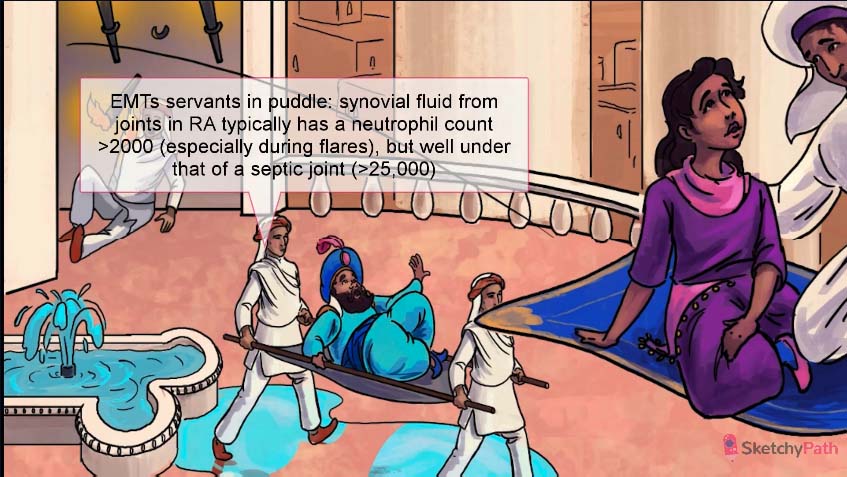 EMTs servants in puddle: synovial fluid from
joints in RA typically has a neutrophil count
>2000 (especially during flares), but well under
that of a septic joint (>25,000)
SketchyPath